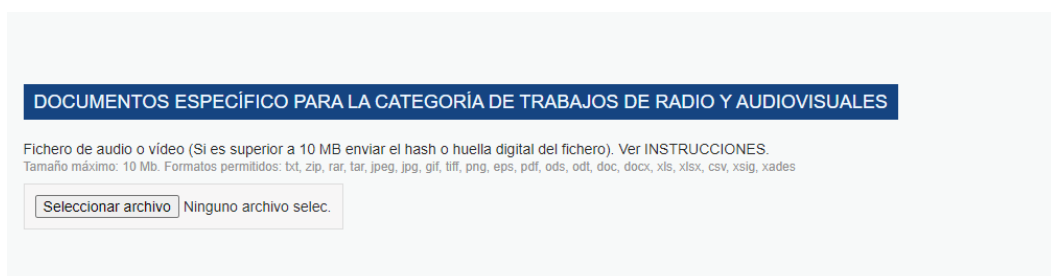 DOCUMENTOS ESPECÍFICO PARA LA CATEGORÍA DE TRABAJOS DE RADIO Y AUDIOVISUALES
Fichero de audio o vídeo (Si es superior a 10 MB enviar el hash o huella digital del fichero). Ver INSTRUCCIONES.
Tamaño máximo: 10 Mb. Formatos permitidos: txt, zip, rar, tar, jpeg, jpg, gif, tiff, png, eps, pdf, ods, odt, doc, docx, xls, xlsx, csv, xsig, xades
Seleccionar archivo Ninguno archivo selec.